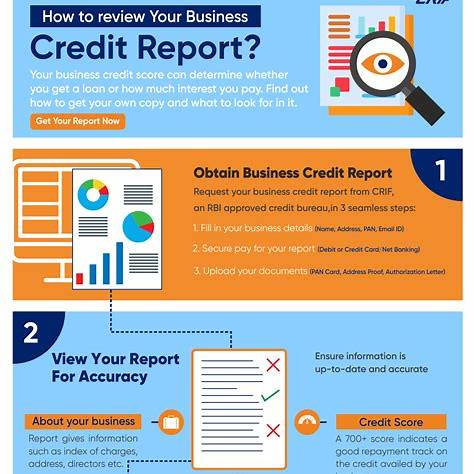 CRIF
How to review Your Business
Credit Report?
Your business credit score can determine whether
you get a loan or how much interest you pay. Find out
how to get your own copy and what to look for in it.
Get Your Report Now
1
Obtain Business Credit Report
Request your business credit report from CRIF,
an RBI approved credit bureau,in 3 seamless steps:
1. Fill in your business details (Name, Address, PAN, Email ID)
2. Secure pay for your report (Debit or Credit Card/ Net Banking)
3. Upload your documents (PAN Card, Address Proof, Authorization Letter)
2
View Your Report
For Accuracy
Ensure information is
up-to-date and accurate
About your business
Report gives information
such as index of charges,
address, directors etc.
Credit Score
A 700+ score indicates a
good repayment track on
the credit availed by your